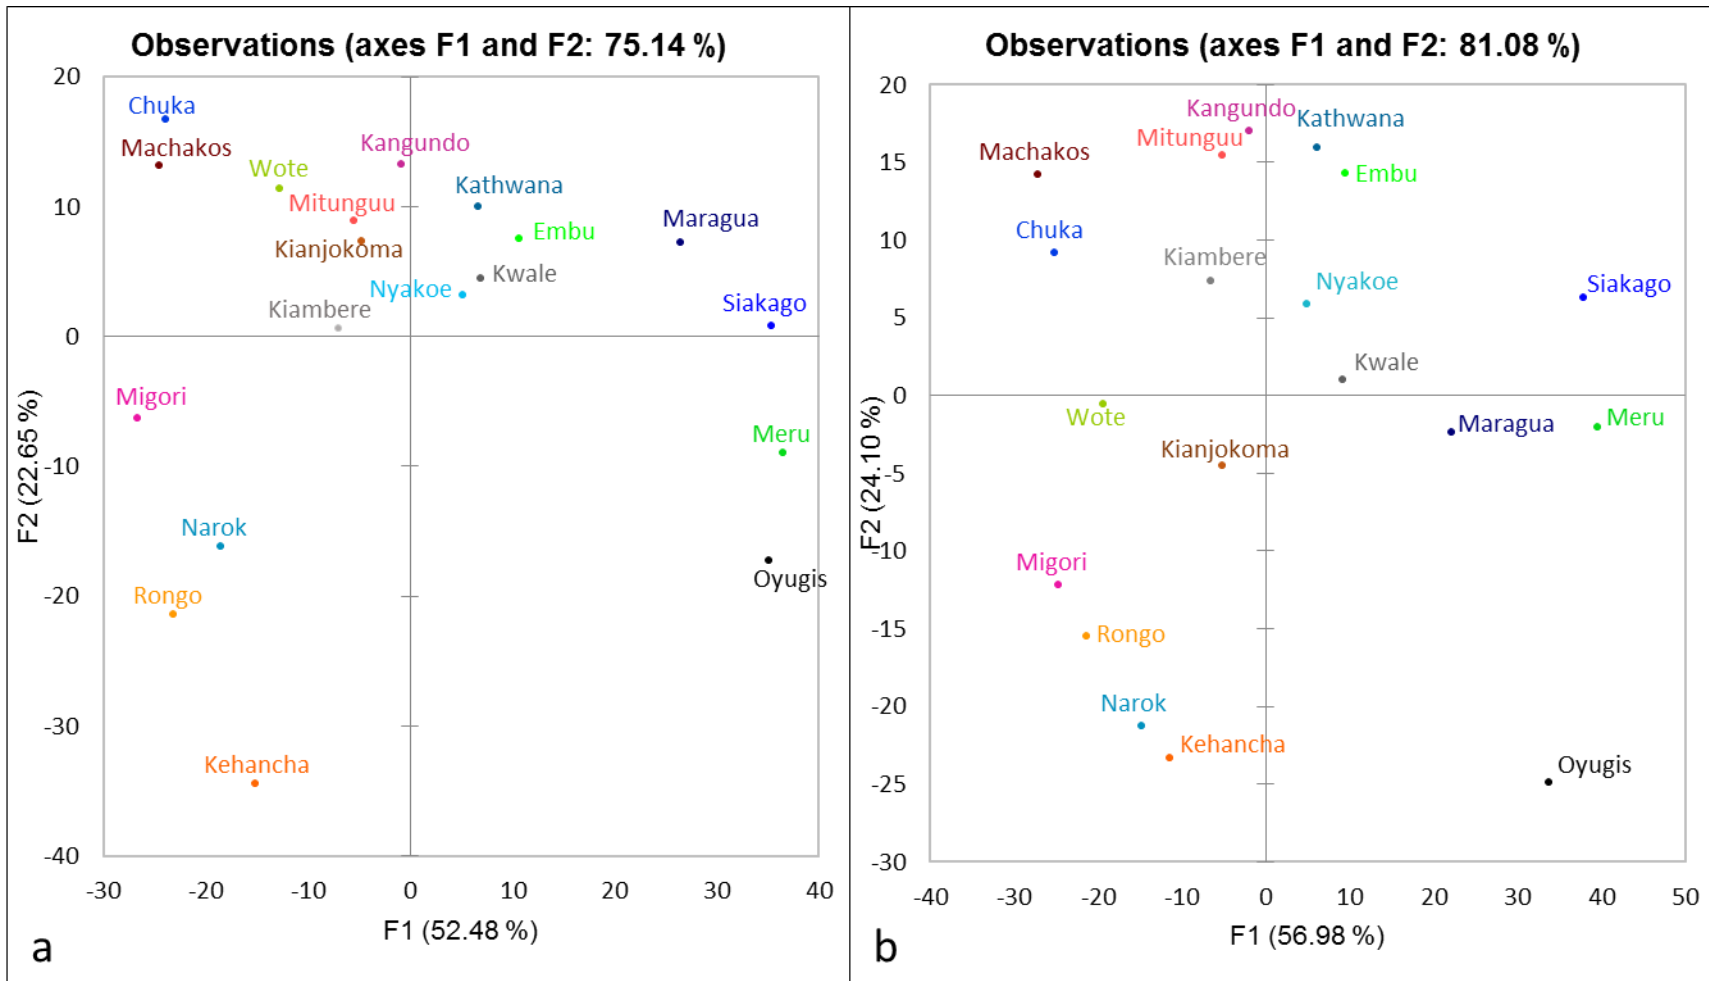 Observations (axes F1 and F2: 75.14 %)
20
Chuka
Machakos
Kangundo
Wote
Kathwana
Mitunguu
10
Maragua
Embu
Kianjokoma
Kwale
Nyakoe
Siakago
Kiambere
0
Migori
Meru
-10
Narok
Oyugis
Rongo
-20
-30
Kehancha
-40
F2 (22.65 %)
-30 -20 -10 0 10 20 30 40
F1 (52.48 %)
a
Observations (axes F1 and F2: 81.08 %)
20
Kangundo
Kathwana
Mitunguu
Machakos
15
Embu
Chuka
10
Kiambere
Nyakoe
Siakago
5
Kwale
0
Wote
Maragua
Meru
Kianjokoma
-5
-10
Migori
Rongo
-15
Narok
-20
Kehancha
Oyugis
-25
-30
F2 (24.10 %)
-40 -30 -20 -10 0 10 20 30 40 50
F1 (56.98 %)
b